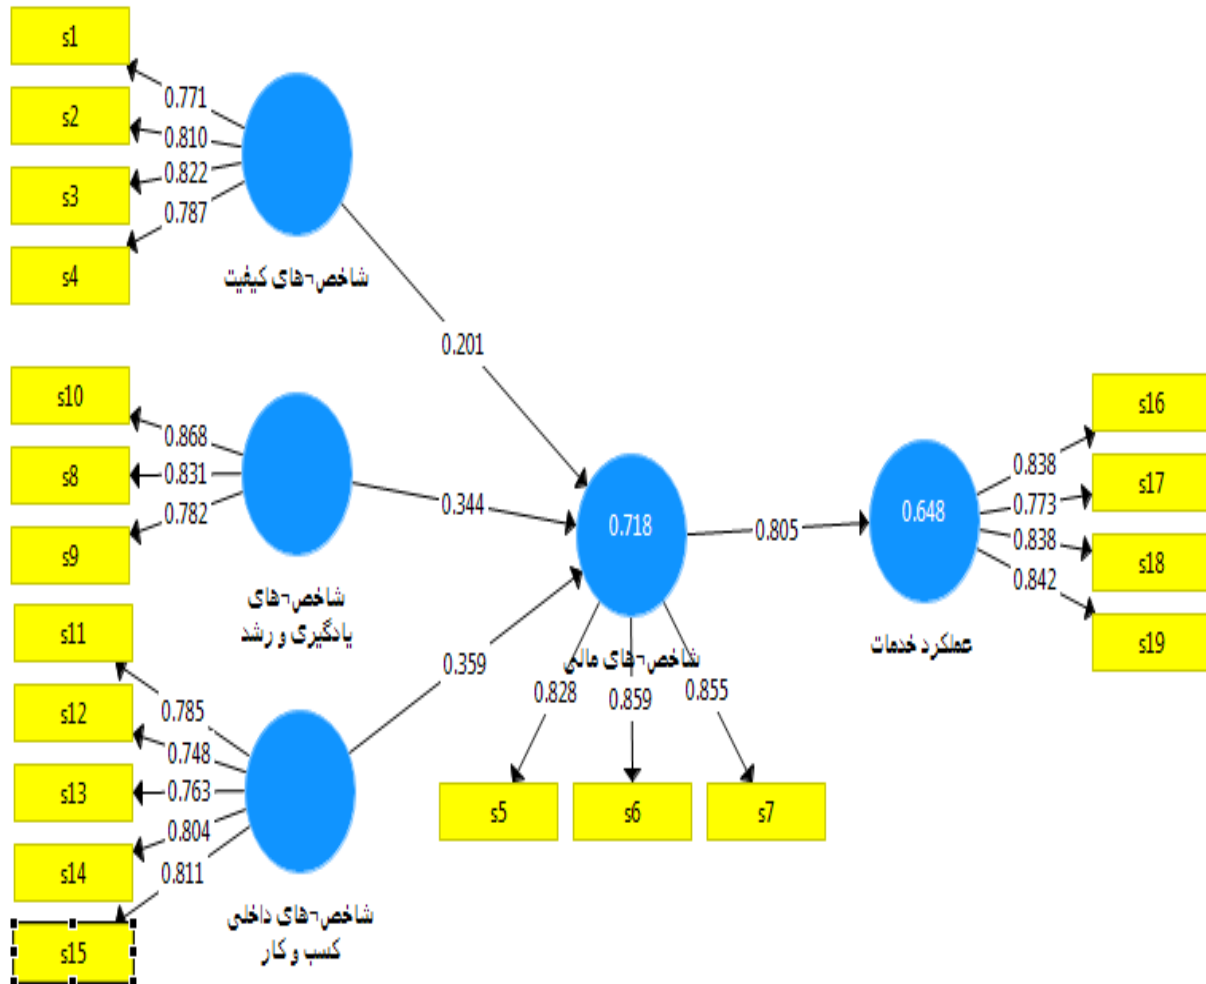 s1
s2
s3
s4
0.771
0.810
0.822
0.787
شاخص¬های کیفیت
0.201
s10
s8
s9
0.868
0.831
0.782
شاخص¬های
یادگیری و رشد
0.344
s11
s12
s13
s14
s15
0.785
0.748
0.763
0.804
0.811
شاخص¬های داخلی
کسب و کار
0.359
0.718
شاخص¬های مالی
0.828
0.859
0.855
s5
s6
s7
0.805
0.648
عملکرد خدمات
0.838
0.773
0.838
0.842
s16
s17
s18
s19